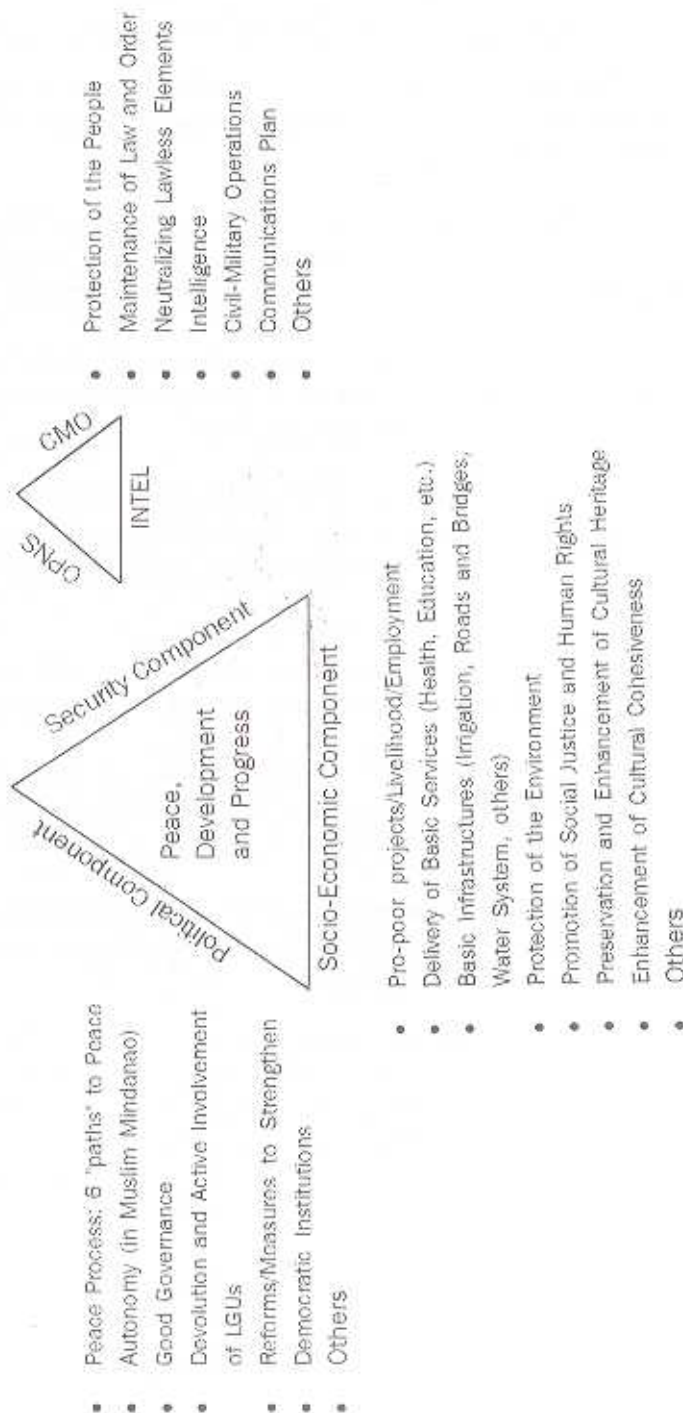 • Peace Process: 6 "paths" to Peace
• Autonomy (in Muslim Mindanao)
• Good Governance
• Devolution and Active Involvement
of LGUs
• Reforms/Measures to Strengthen
• Democratic Institutions
• Others
Political Component
Security Component
Peace,
Development
and Progress
Socio-Economic Component
OPNS
CMO
INTEL
• Protection of the People
• Maintenance of Law and Order
• Neutralizing Lawless Elements
• Intelligence
• Civil-Military Operations
• Communications Plan
• Others
• Pro-poor projects/Livelihood/Employment
• Delivery of Basic Services (Health, Education, etc.)
• Basic Infrastructures (Irrigation, Roads and Bridges,
Water System, others)
• Protection of the Environment
• Promotion of Social Justice and Human Rights
• Preservation and Enhancement of Cultural Heritage
• Enhancement of Cultural Cohesiveness
• Others